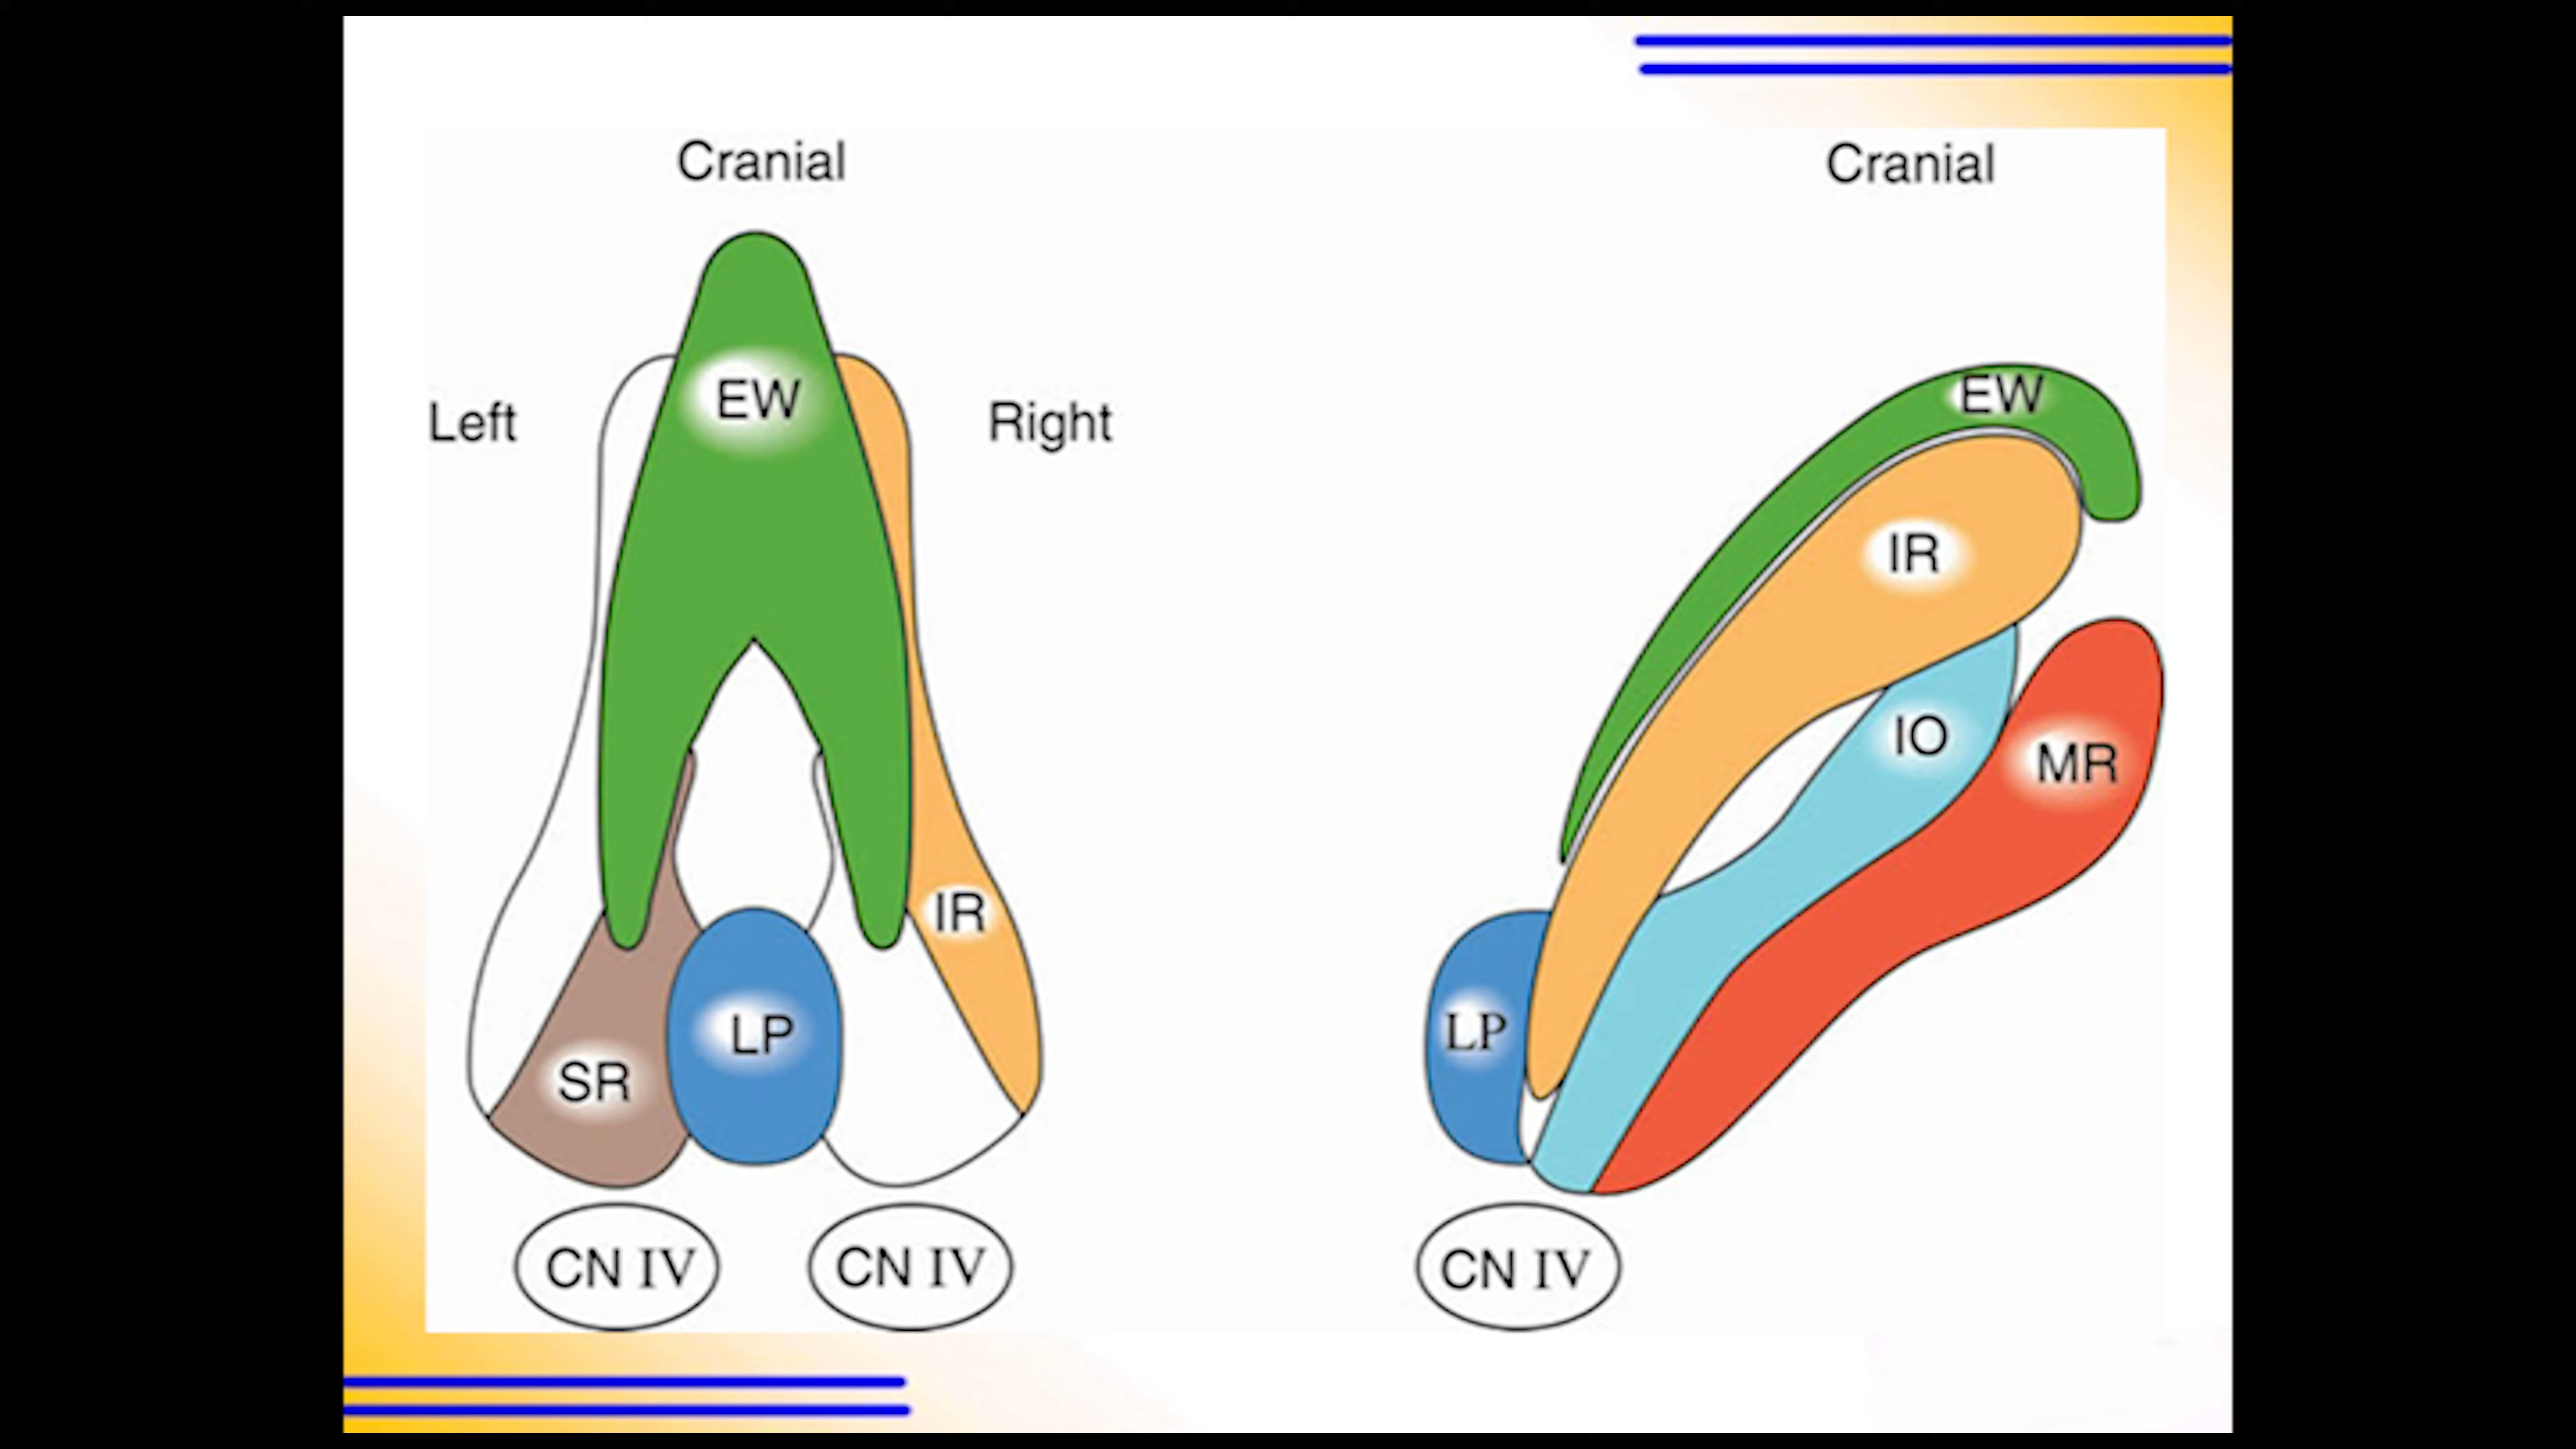 Cranial
EW
Left
Right
IR
LP
SR
CN IV
CN IV
Cranial
EW
IR
IO
MR
LP
CN IV